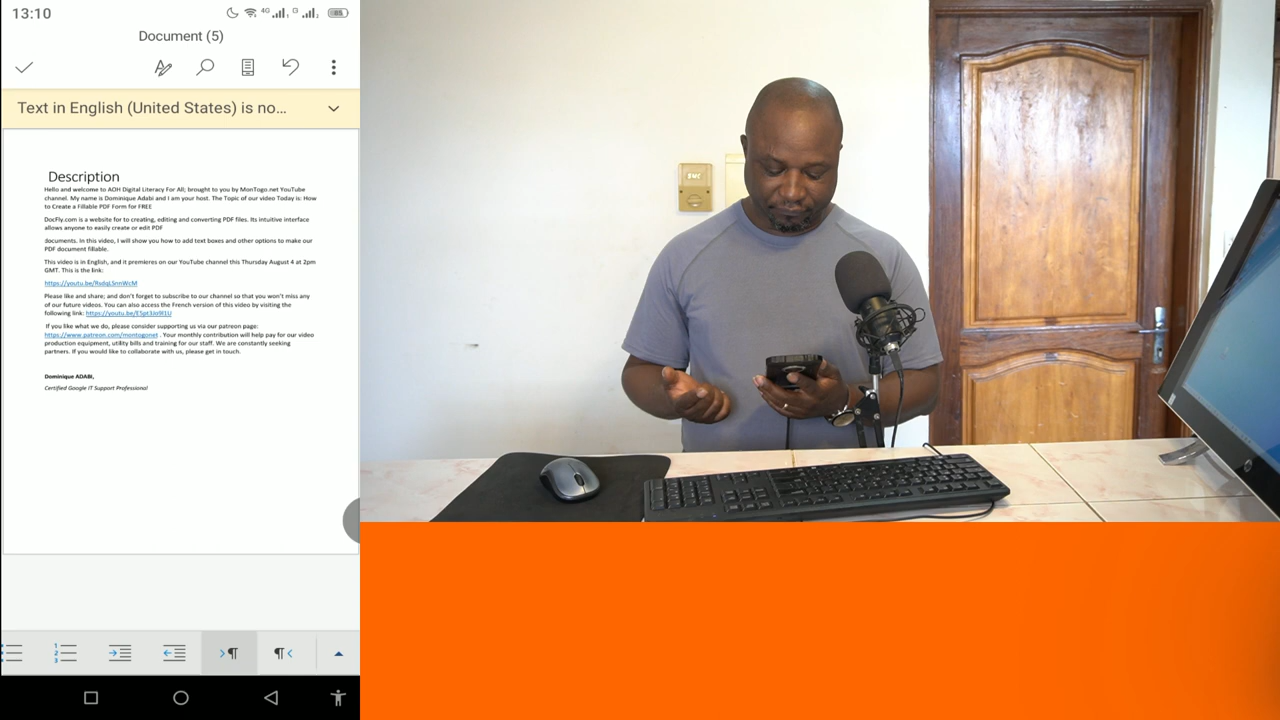 13:10
4G
85
Document (5)
Text in English (United States) is no...
Description
Hello and welcome to AOH Digital Literacy For All; brought to you by MonTogo.net YouTube
channel. My name is Dominique Adabi and I am your host. The Topic of our video Today is: How
to Create a Fillable PDF Form for FREE
DocFly.com is a website for to creating, editing and converting PDF files. Its intuitive interface
allows anyone to easily create or edit PDF
documents. In this video, I will show you how to add text boxes and other options to make our
PDF document fillable.
This video is in English, and it premieres on our YouTube channel this Thursday August 4 at 2pm
GMT. This is the link:
Please like and share; and don't forget to subscribe to our channel so that you won't miss any
of our future videos. You can also access the French version of this video by visiting the
following link:
If you like what we do, please consider supporting us via our patreon page:
https://www.patreon.com/montogonet . Your monthly contribution will help pay for our video
production equipment, utility bills and training for our staff. We are constantly seeking
partners. If you would like to collaborate with us, please get in touch.
Dominique ADABI,
Certified Google IT Support Professional